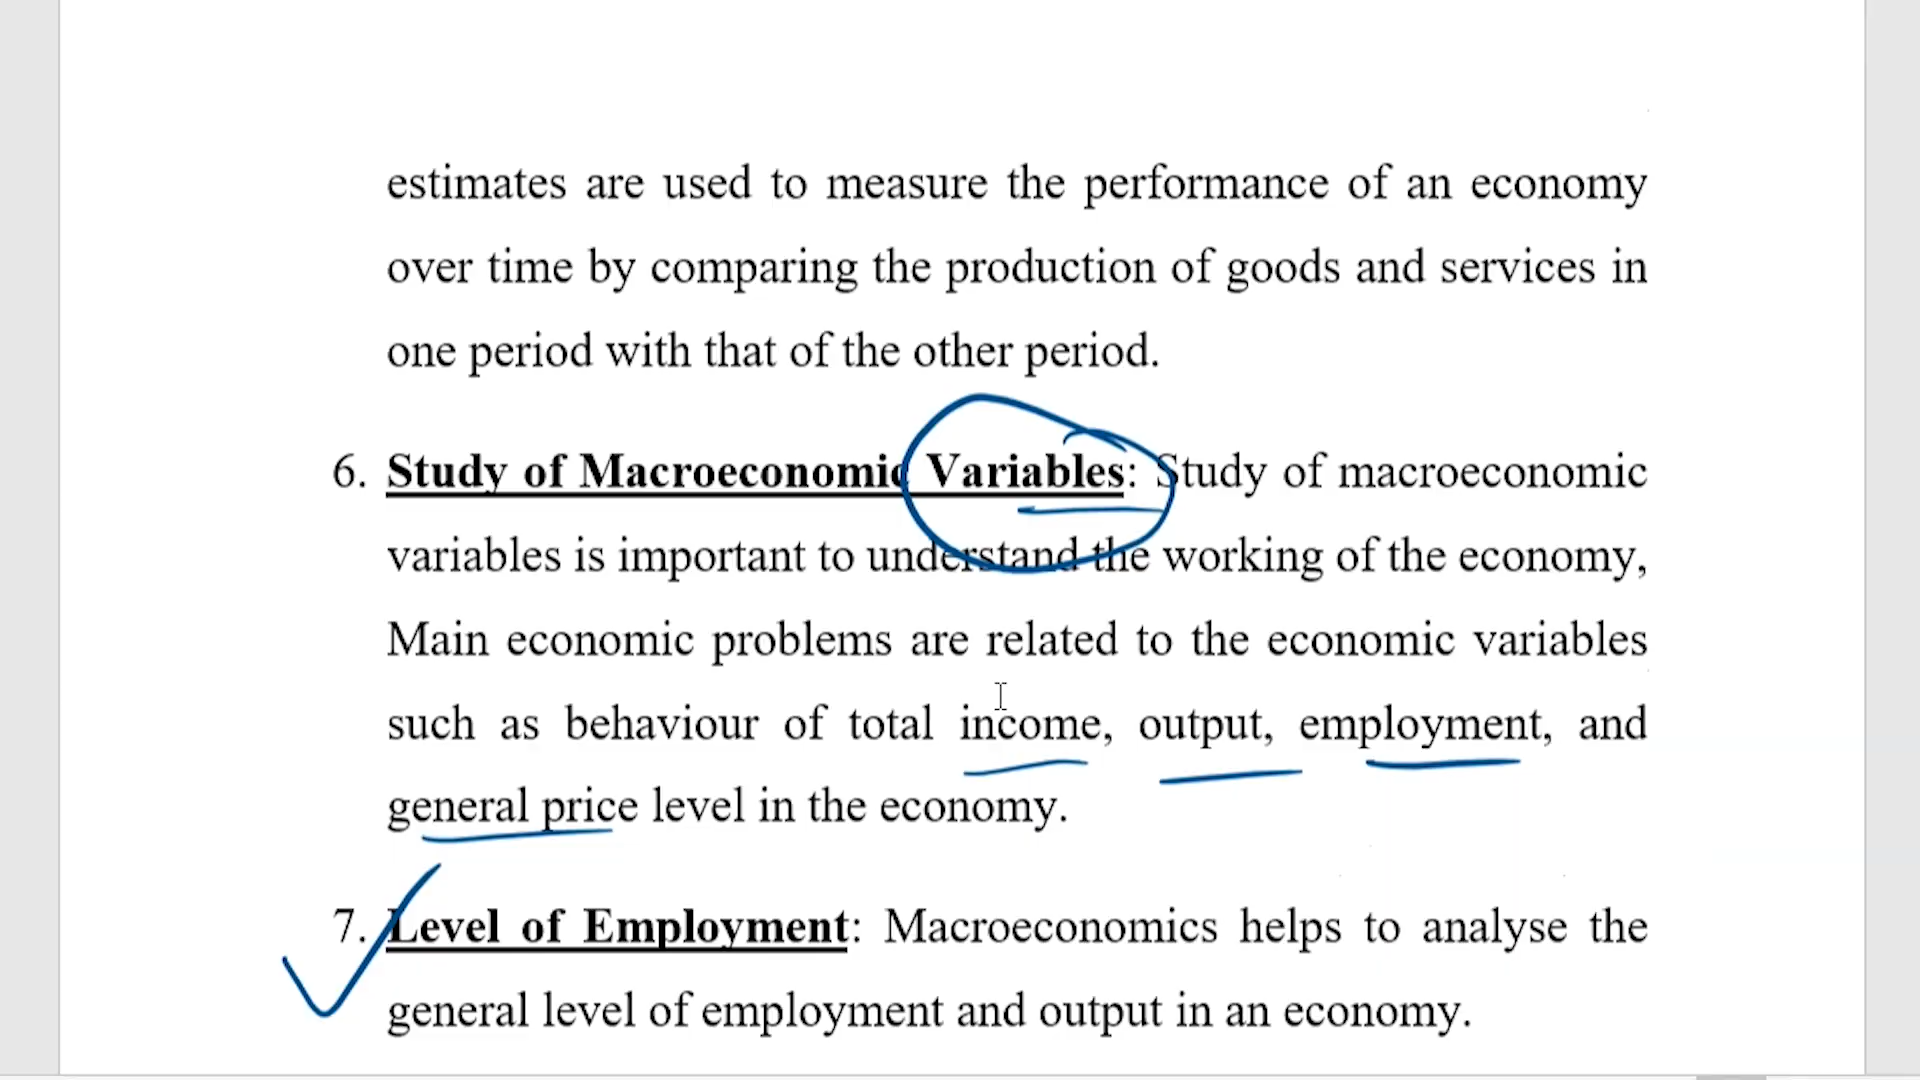 estimates are used to measure the performance of an economy
over time by comparing the production of goods and services in
one period with that of the other period.
6. Study of Macroeconomic Variables: Study of macroeconomic
variables is important to understand the working of the economy,
Main economic problems are related to the economic variables
such as behaviour of total income, output, employment, and
general price level in the economy.
7. Level of Employment: Macroeconomics helps to analyse the
general level of employment and output in an economy.